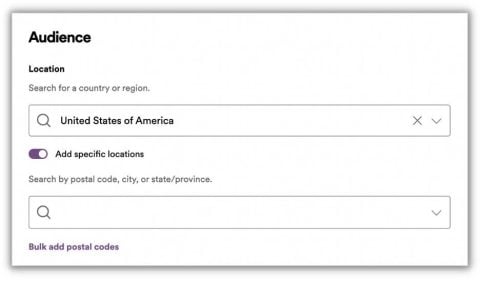 Audience
Location
Search for a country or region.
United States of America
Add specific locations
Search by postal code, city, or state/province.
Bulk add postal codes